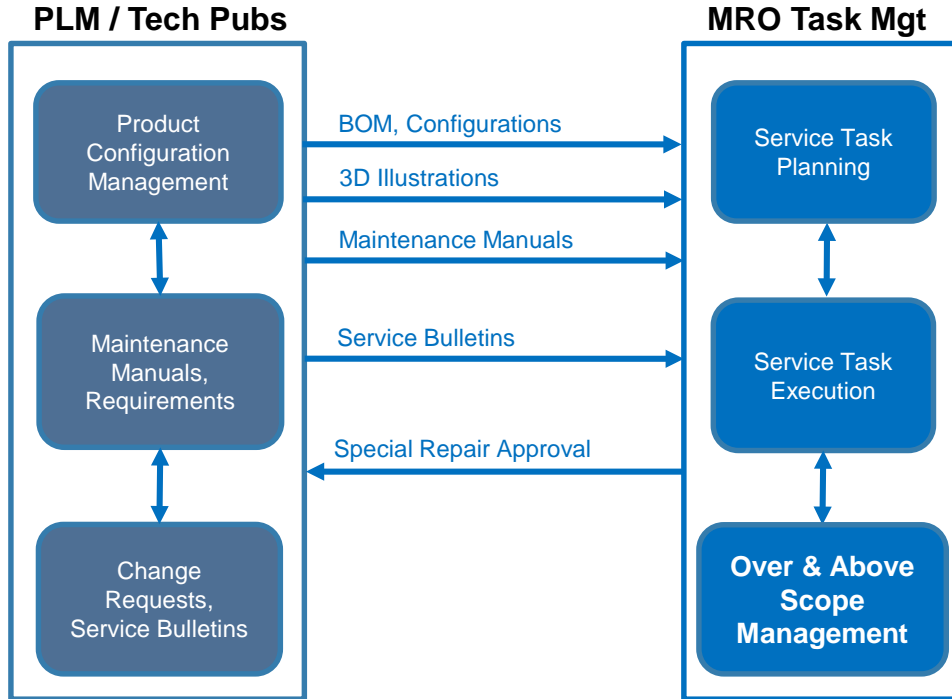 PLM / Tech Pubs
MRO Task Mgt
Product
Configuration
Management
Maintenance
Manuals,
Requirements
Change
Requests,
Service Bulletins
BOM, Configurations
3D Illustrations
Maintenance Manuals
Service Bulletins
Special Repair Approval
Service Task
Planning
Service Task
Execution
Over & Above
Scope
Management